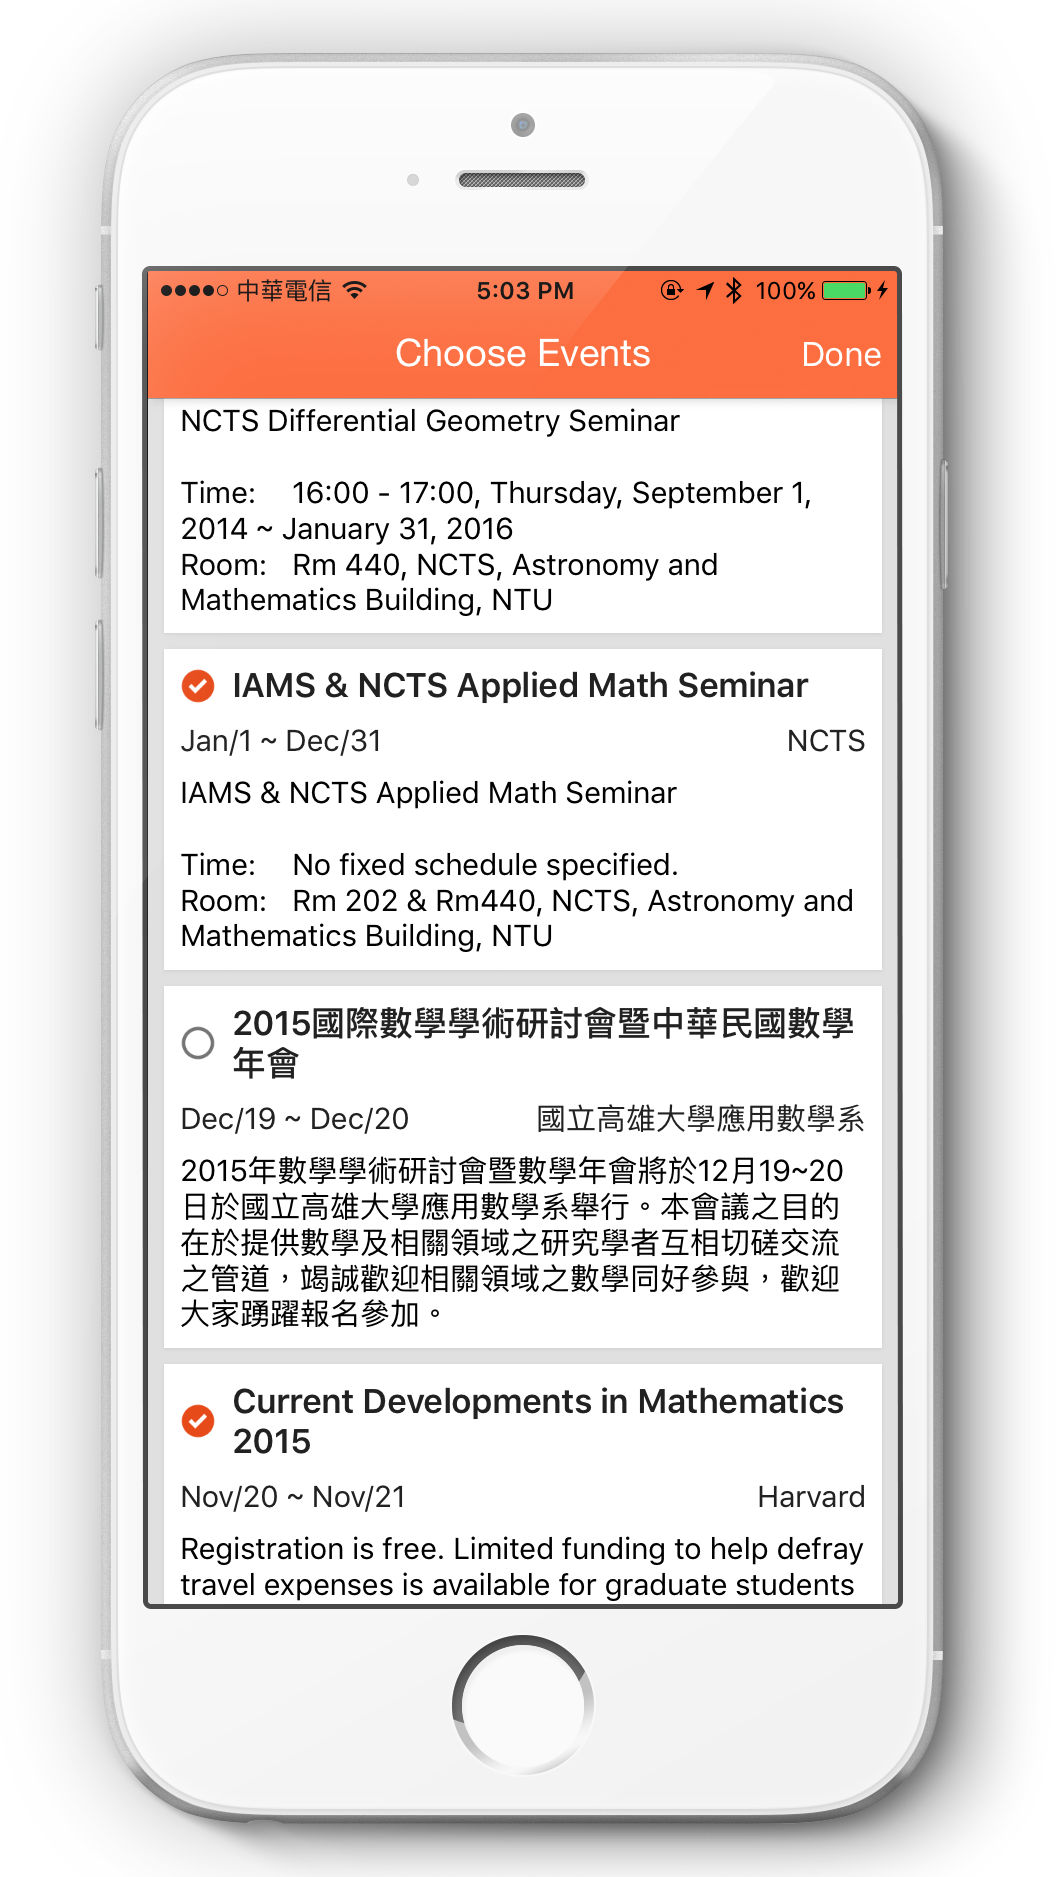 中華電信 5:03 PM 100%
Choose Events Done
NCTS Differential Geometry Seminar
Time: 16:00 - 17:00, Thursday, September 1,
2014 ~ January 31, 2016
Room: Rm 440, NCTS, Astronomy and
Mathematics Building, NTU
IAMS & NCTS Applied Math Seminar
Jan/1 ~ Dec/31 NCTS
IAMS & NCTS Applied Math Seminar
Time: No fixed schedule specified.
Room: Rm 202 & Rm440, NCTS, Astronomy and
Mathematics Building, NTU
2015國際數學學術研討會暨中華民國數學
年會
Dec/19 ~ Dec/20 國立高雄大學應用數學系
2015年數學學術研討會暨數學年會將於12月19~20
日於國立高雄大學應用數學系舉行。本會議之目的
在於提供數學及相關領域之研究學者互相切磋交流
之管道，竭誠歡迎相關領域之數學同好參與，歡迎
大家踴躍報名參加。
Current Developments in Mathematics
2015
Nov/20 ~ Nov/21 Harvard
Registration is free. Limited funding to help defray
travel expenses is available for graduate students